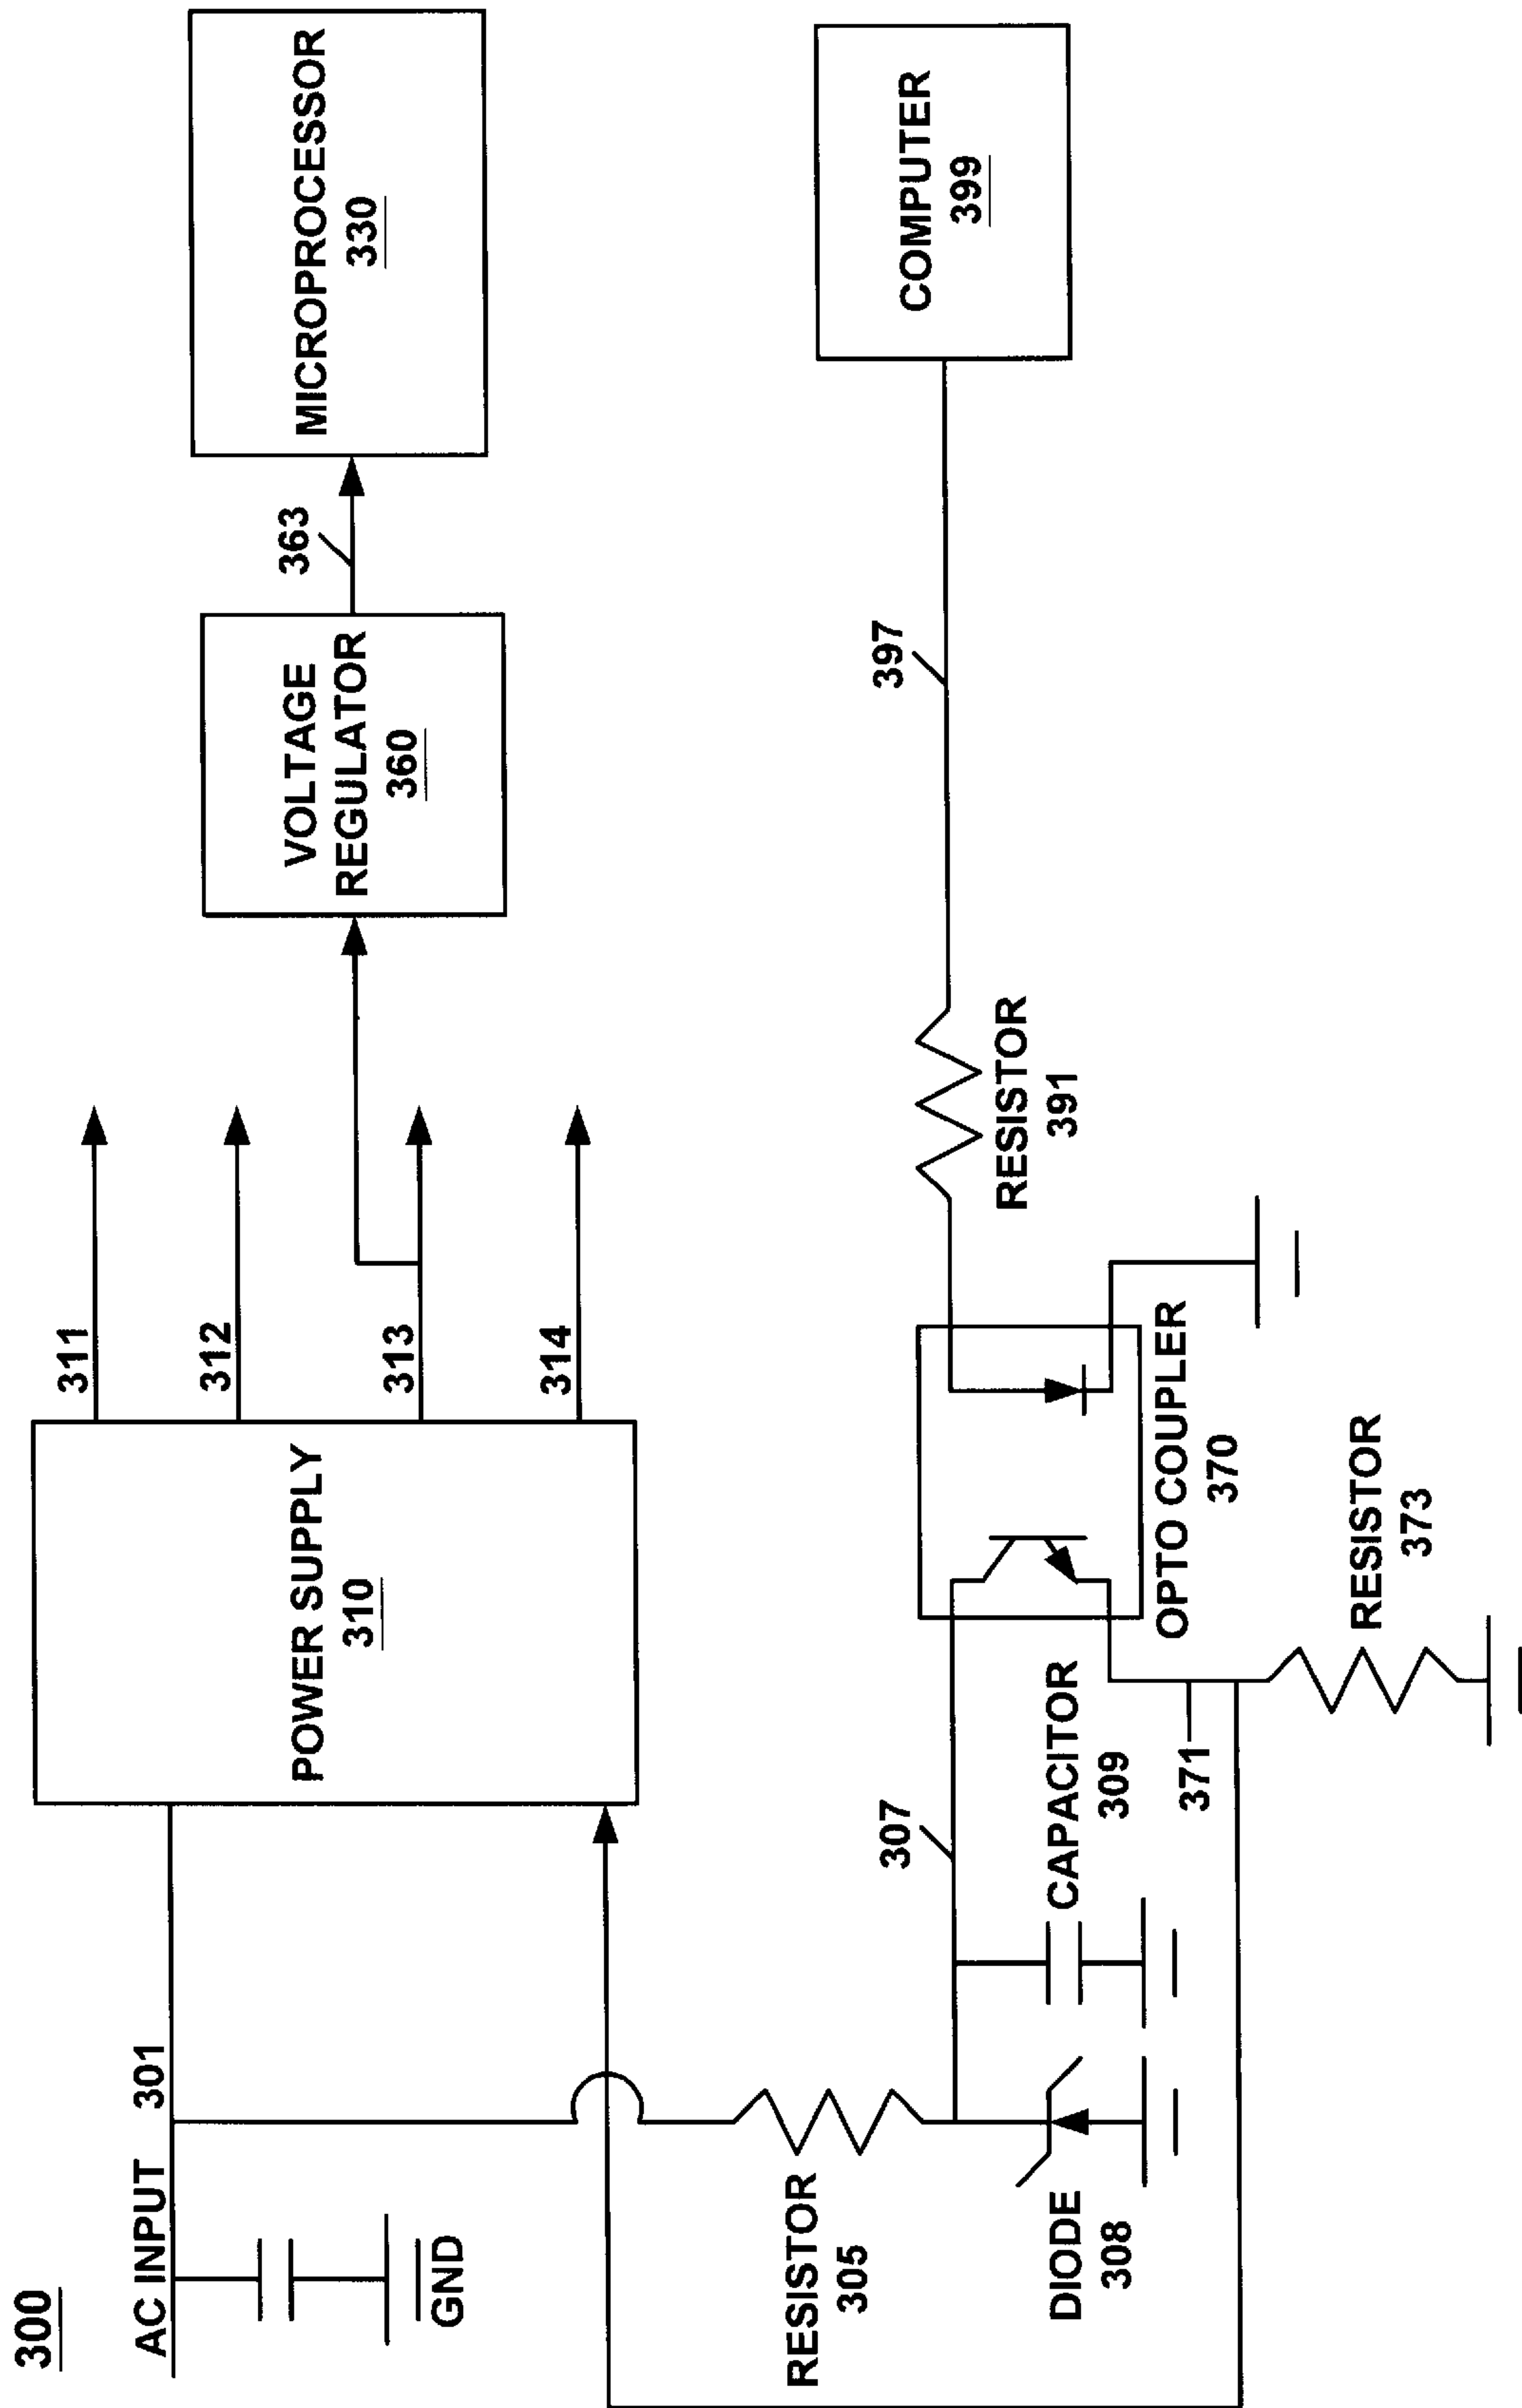 300
AC INPUT 301
GND
POWER SUPPLY
310
311
312
313
314
VOLTAGE
REGULATOR
360
363
MICROPROCESSOR
330
RESISTOR
305
DIODE
308
307
CAPACITOR
309
371
OPTO COUPLER
370
RESISTOR
373
RESISTOR
391
397
COMPUTER
399